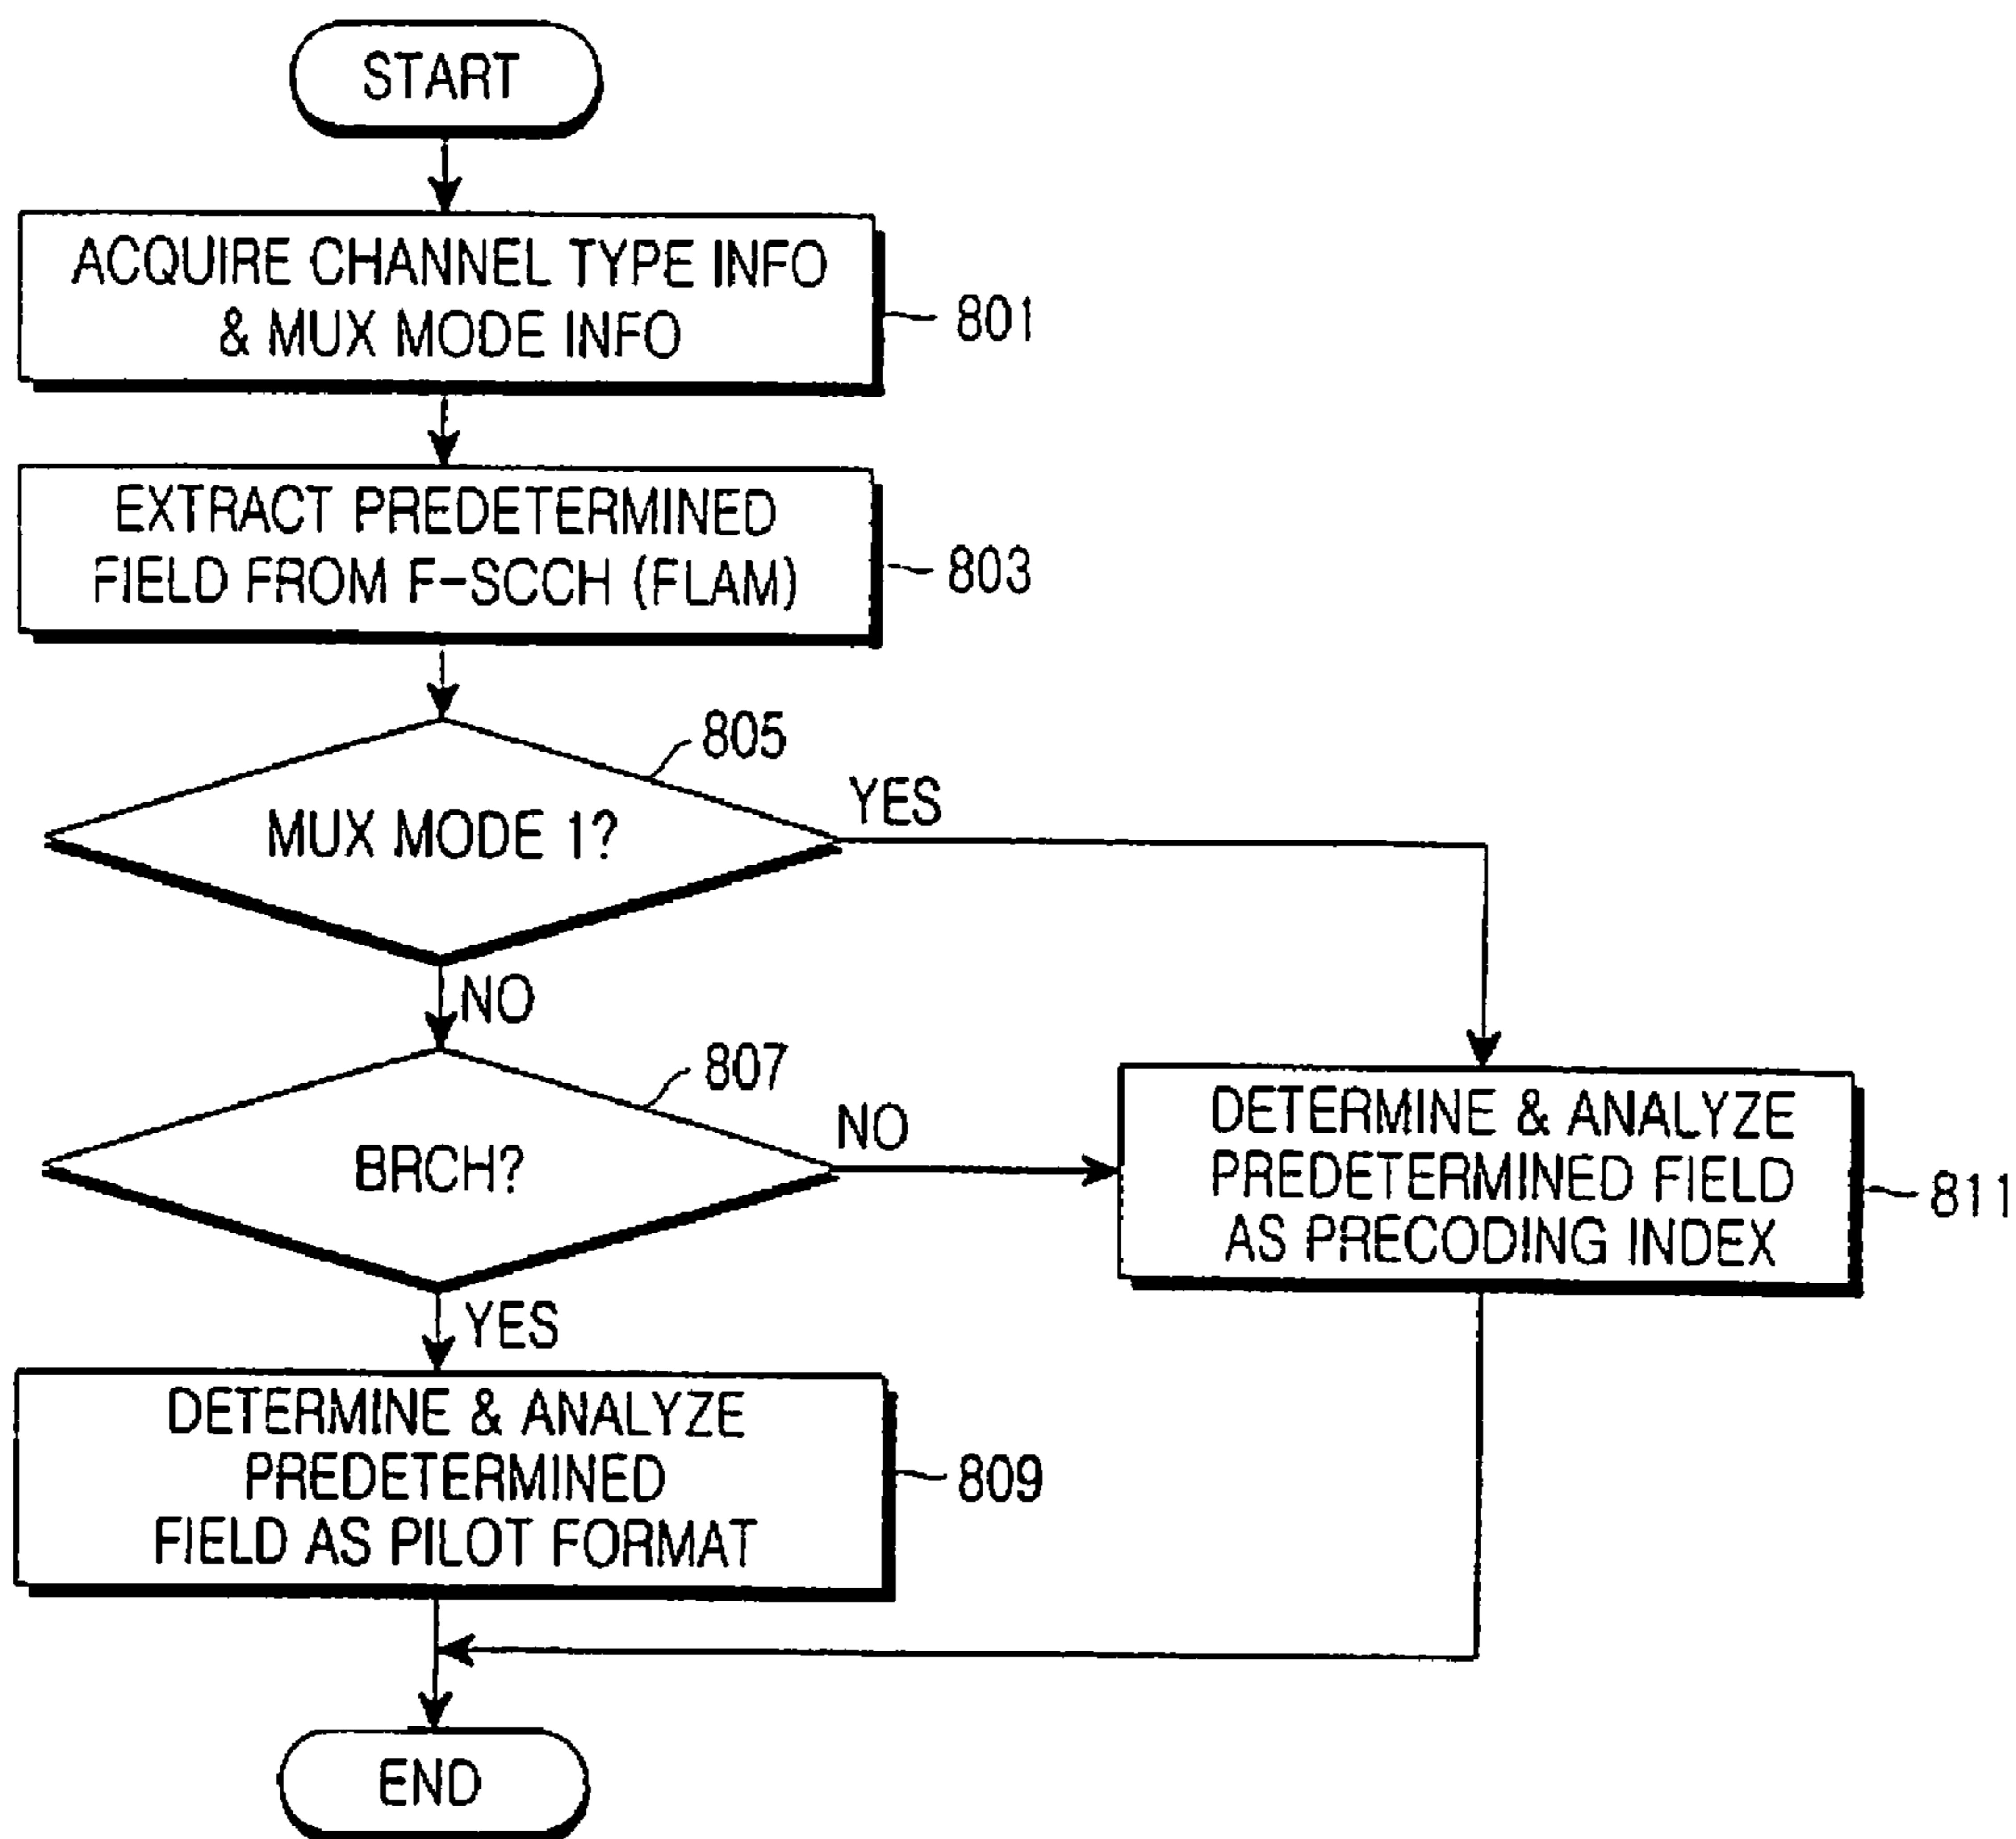 START
ACQUIRE CHANNEL TYPE INFO
& MUX MODE INFO
801
EXTRACT PREDETERMINED
FIELD FROM F-SCCH (FLAM)
803
805
MUX MODE 1?
YES
NO
807
BRCH?
NO
DETERMINE & ANALYZE
PREDETERMINED FIELD
AS PRECODING INDEX
811
YES
DETERMINE & ANALYZE
PREDETERMINED
FIELD AS PILOT FORMAT
809
END